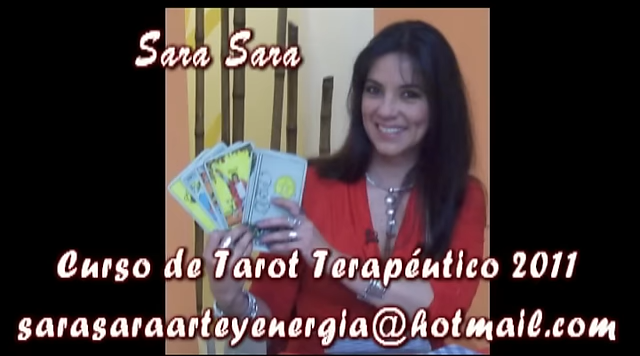 Sara Sara
Curso de Tarot Terapéutico 2011
sarasaraarteyenergia@hotmail.com